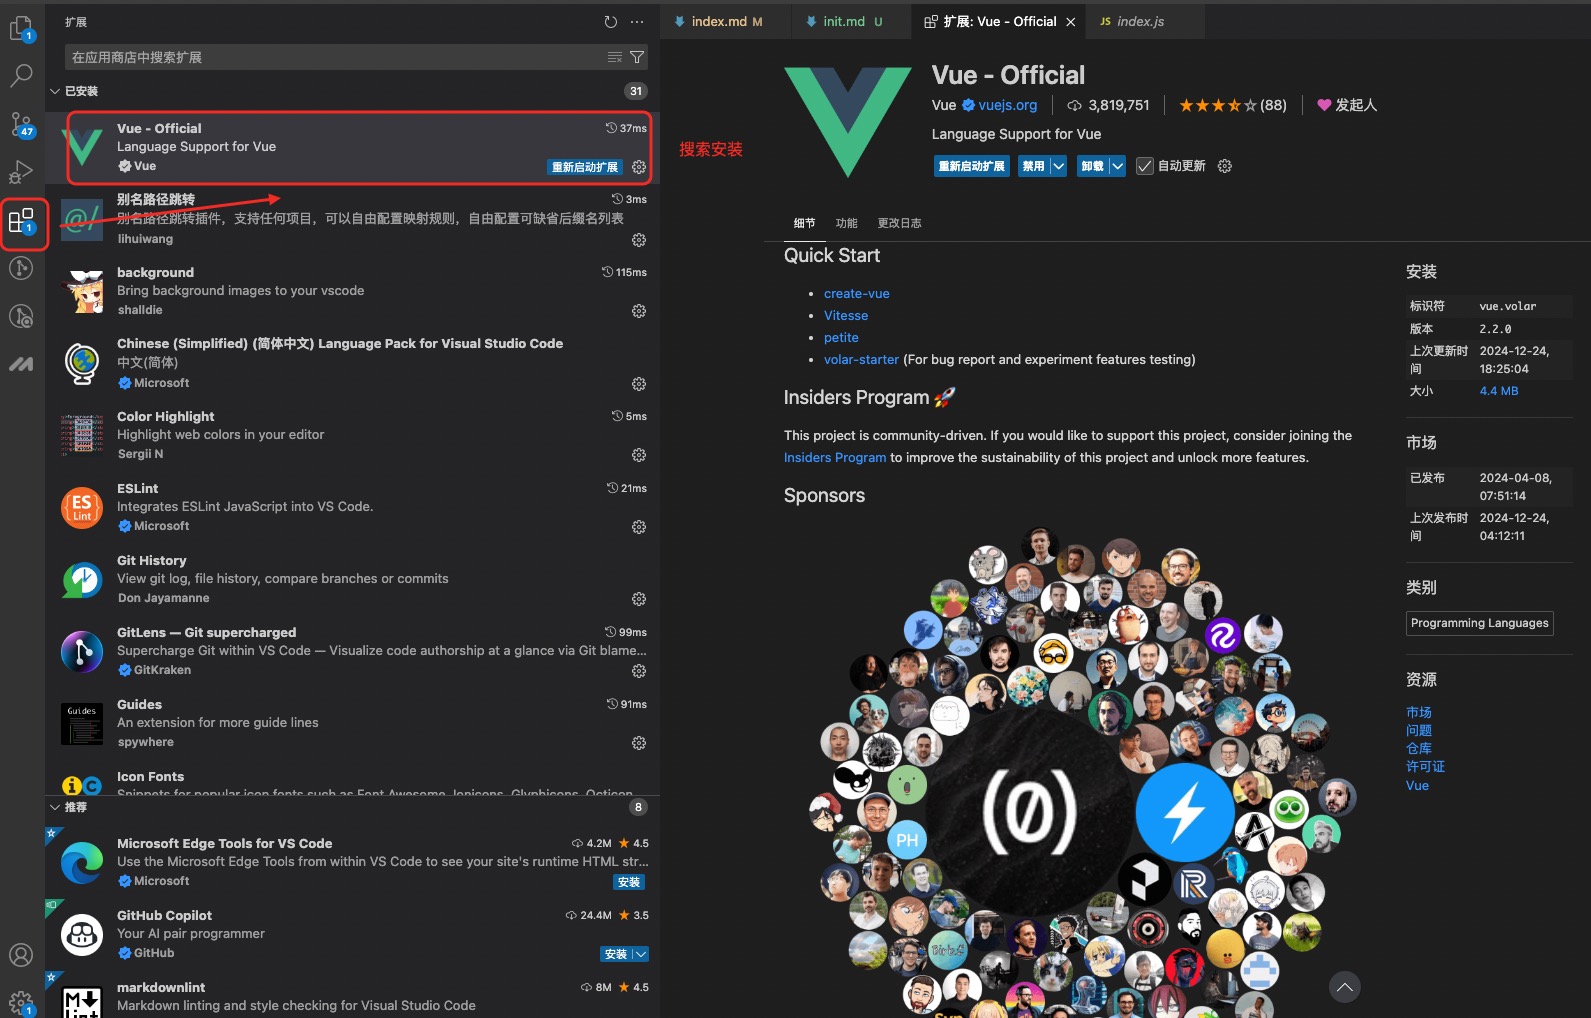 扩展
在应用商店中搜索扩展
已安装
31
Vue - Official
37ms
Language Support for Vue
Vue
重新启动扩展
别名路径跳转
3ms
别名路径跳转插件，支持任何项目，可以自由配置映射规则，自由配置可缺省后缀名列表
lihuiwang
background
115ms
Bring background images to your vscode
shalldie
Chinese (Simplified) (简体中文) Language Pack for Visual Studio Code
中文(简体)
Microsoft
Color Highlight
5ms
Highlight web colors in your editor
Sergii N
ESLint
21ms
Integrates ESLint JavaScript into VS Code.
Microsoft
Git History
View git log, file history, compare branches or commits
Don Jayamanne
GitLens — Git supercharged
99ms
Supercharge Git within VS Code — Visualize code authorship at a glance via Git blame...
GitKraken
Guides
91ms
An extension for more guide lines
spywhere
Icon Fonts
Snippets for popular icon fonts such as Font Awesome, Ionicons, Glyphicons, Octicon
推荐
8
Microsoft Edge Tools for VS Code
4.2M
4.5
Use the Microsoft Edge Tools from within VS Code to see your site's runtime HTML str...
Microsoft
安装
GitHub Copilot
24.4M
3.5
Your AI pair programmer
GitHub
安装
markdownlint
8M
4.5
Markdown linting and style checking for Visual Studio Code
1
47
1
1
@/
ES
Lint
Guides
M
Lint
index.md M
init.md U
扩展: Vue - Official
JS index.js
搜索安装
Vue - Official
Vue
vuejs.org
3,819,751
(88)
发起人
Language Support for Vue
重新启动扩展
禁用
卸载
自动更新
细节
功能
更改日志
Quick Start
create-vue
Vitesse
petite
volar-starter (For bug report and experiment features testing)
Insiders Program
This project is community-driven. If you would like to support this project, consider joining the
Insiders Program to improve the sustainability of this project and unlock more features.
Sponsors
PH
安装
标识符
vue.volar
版本
2.2.0
上次更新时间
2024-12-24, 18:25:04
大小
4.4 MB
市场
已发布
2024-04-08, 07:51:14
上次发布时间
2024-12-24, 04:12:11
类别
Programming Languages
资源
市场
问题
仓库
许可证
Vue